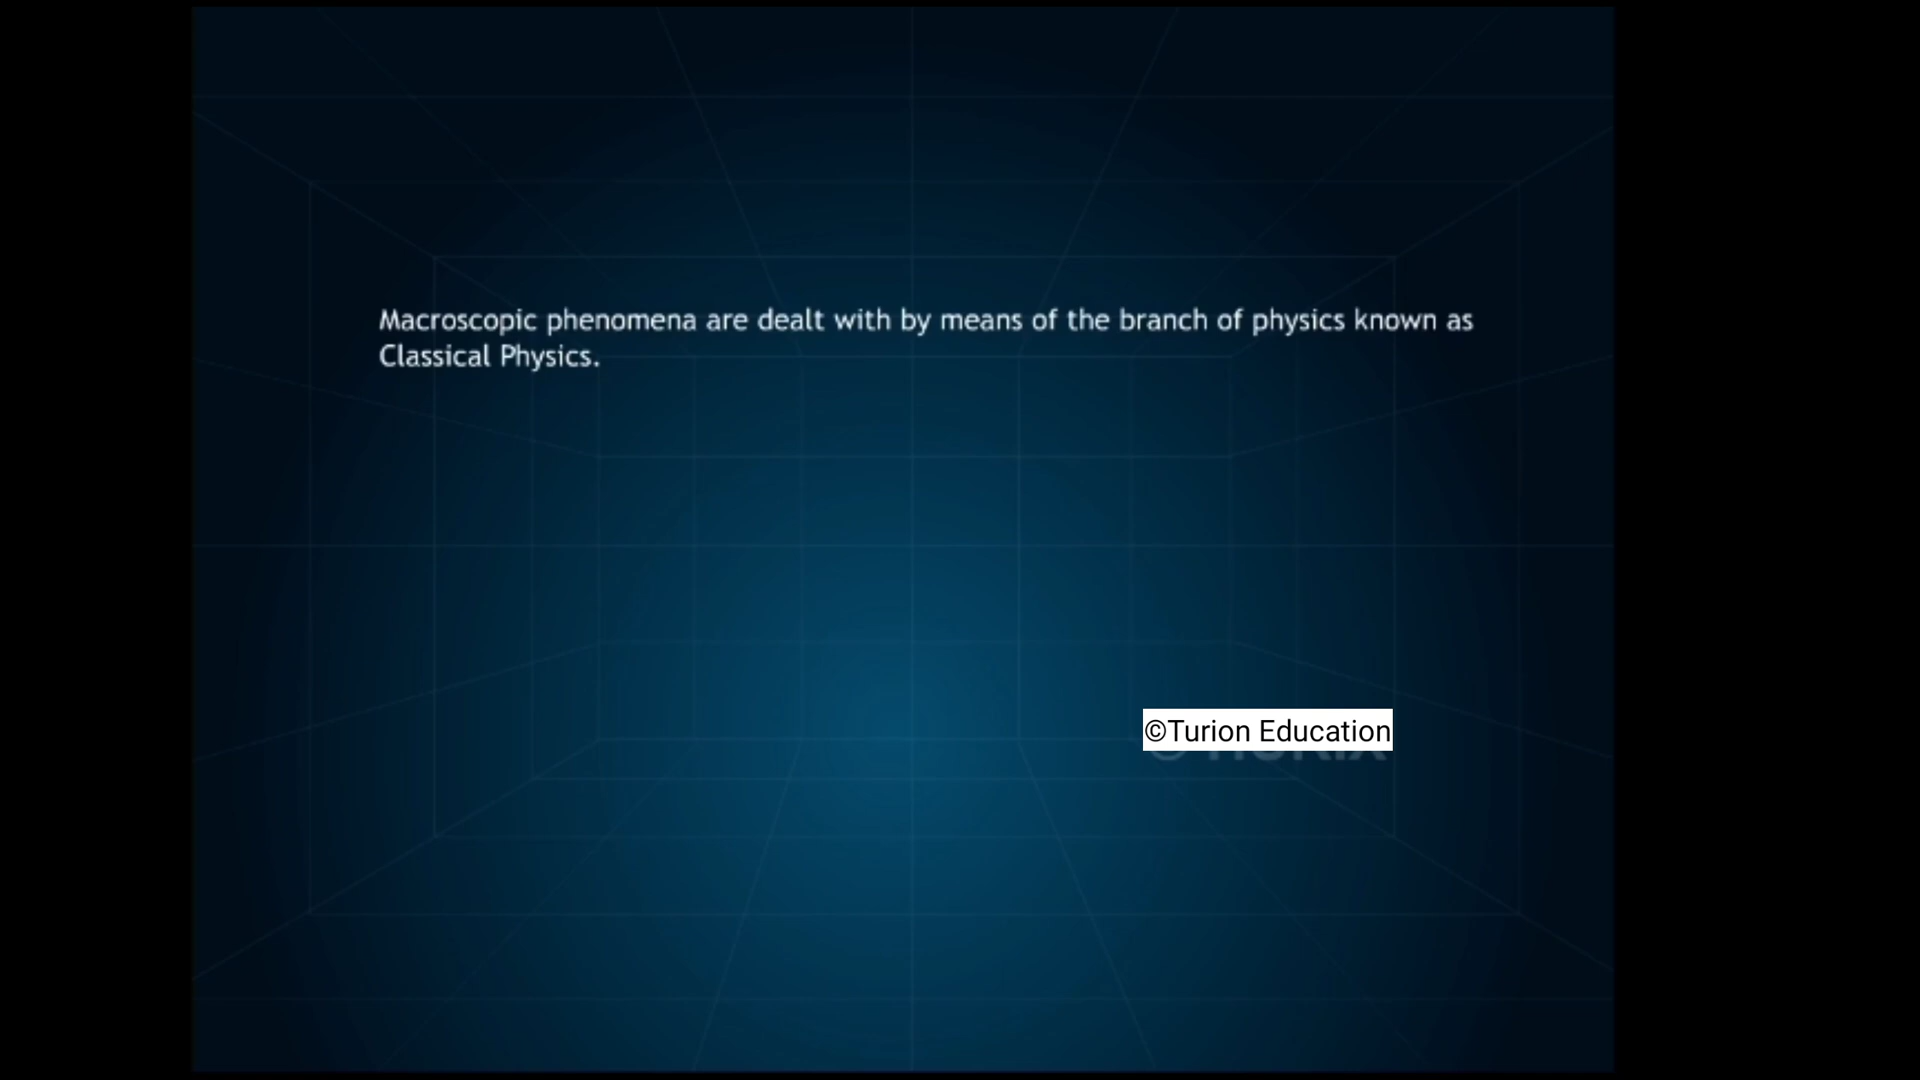 Macroscopic phenomena are dealt with by means of the branch of physics known as
Classical Physics.
©Turion Education